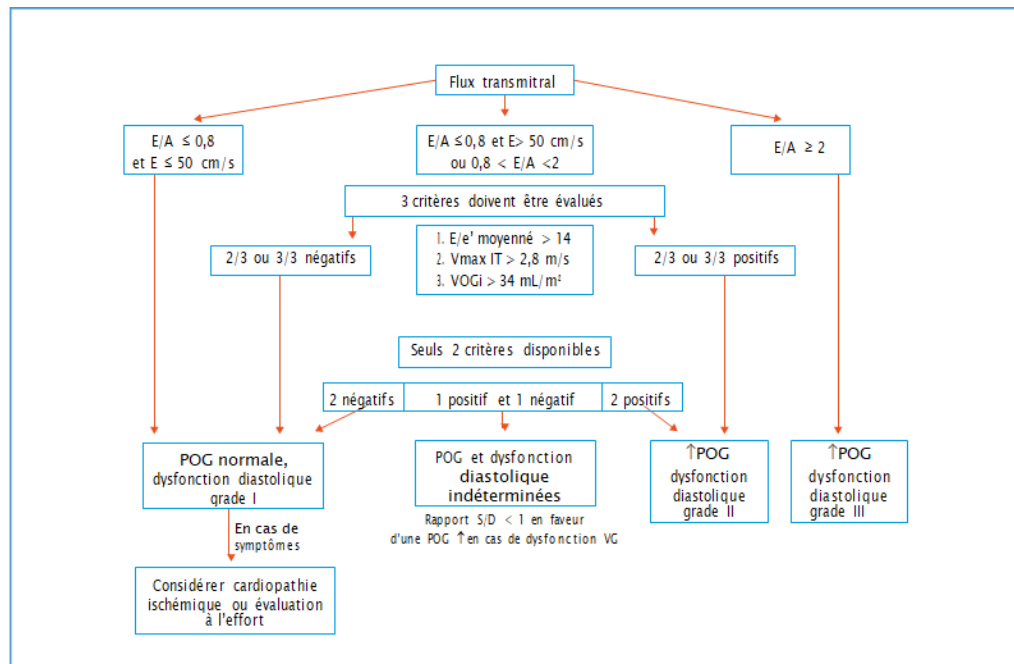 Flux transmitral
E/A ≤ 0,8
et E ≤ 50 cm/s
E/A ≤0,8 et E> 50 cm/s
ou 0,8 < E/A <2
E/A ≥ 2
3 critères doivent être évalués
2/3 ou 3/3 négatifs
1. E/e' moyenné > 14
2. Vmax IT > 2,8 m/s
3. VOGi > 34 mL/m²
2/3 ou 3/3 positifs
Seuls 2 critères disponibles
2 négatifs
1 positif et 1 négatif
2 positifs
POG normale,
dysfonction diastolique
grade I
POG et dysfonction
diastolique
indéterminées
Rapport S/D < 1 en faveur
d'une POG ↑ en cas de dysfonction VG
↑POG
dysfonction
diastolique
grade II
↑POG
dysfonction
diastolique
grade III
En cas de
symptômes
Considérer cardiopathie
ischémique ou évaluation
à l'effort